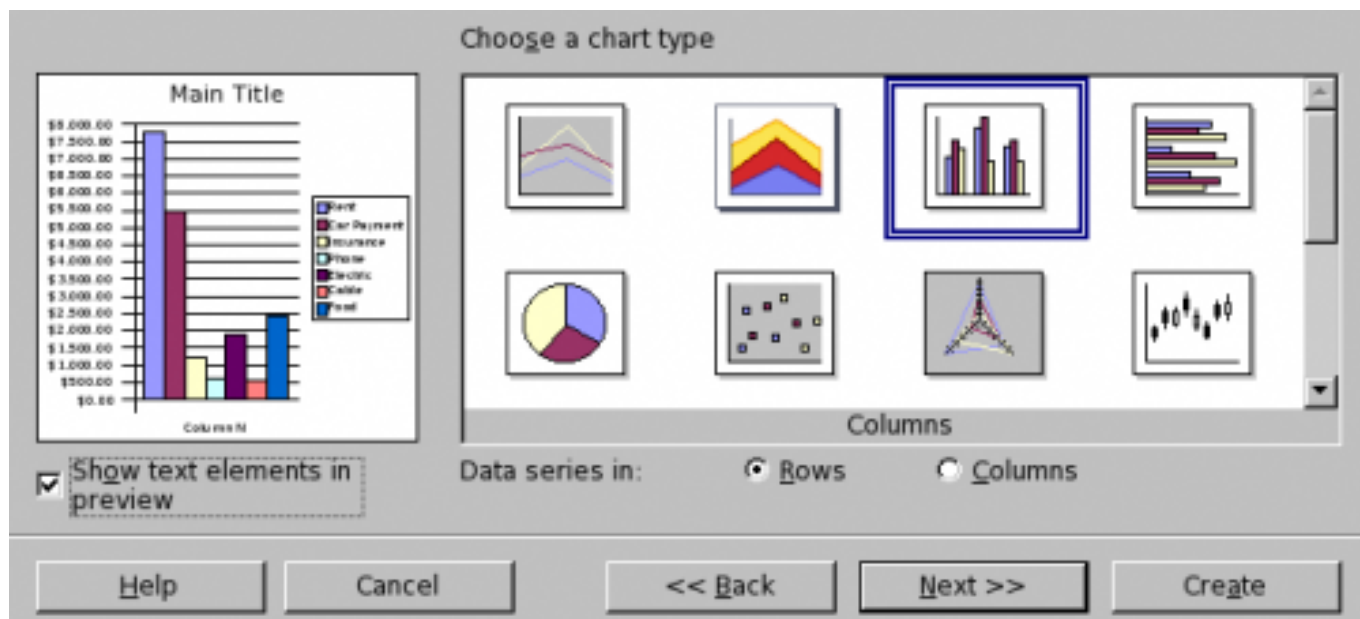 Choose a chart type
Main Title
$8,000.00
$7,500.00
$7,000.00
$6,500.00
$6,000.00
$5,500.00
$5,000.00
$4,500.00
$4,000.00
$3,500.00
$3,000.00
$2,500.00
$2,000.00
$1,500.00
$1,000.00
$500.00
$0.00
Column N
Rent
Car Payment
Insurance
Phone
Electric
Cable
Food
Columns
Show text elements in
preview
Data series in: Rows Columns
Help Cancel << Back Next >> Create